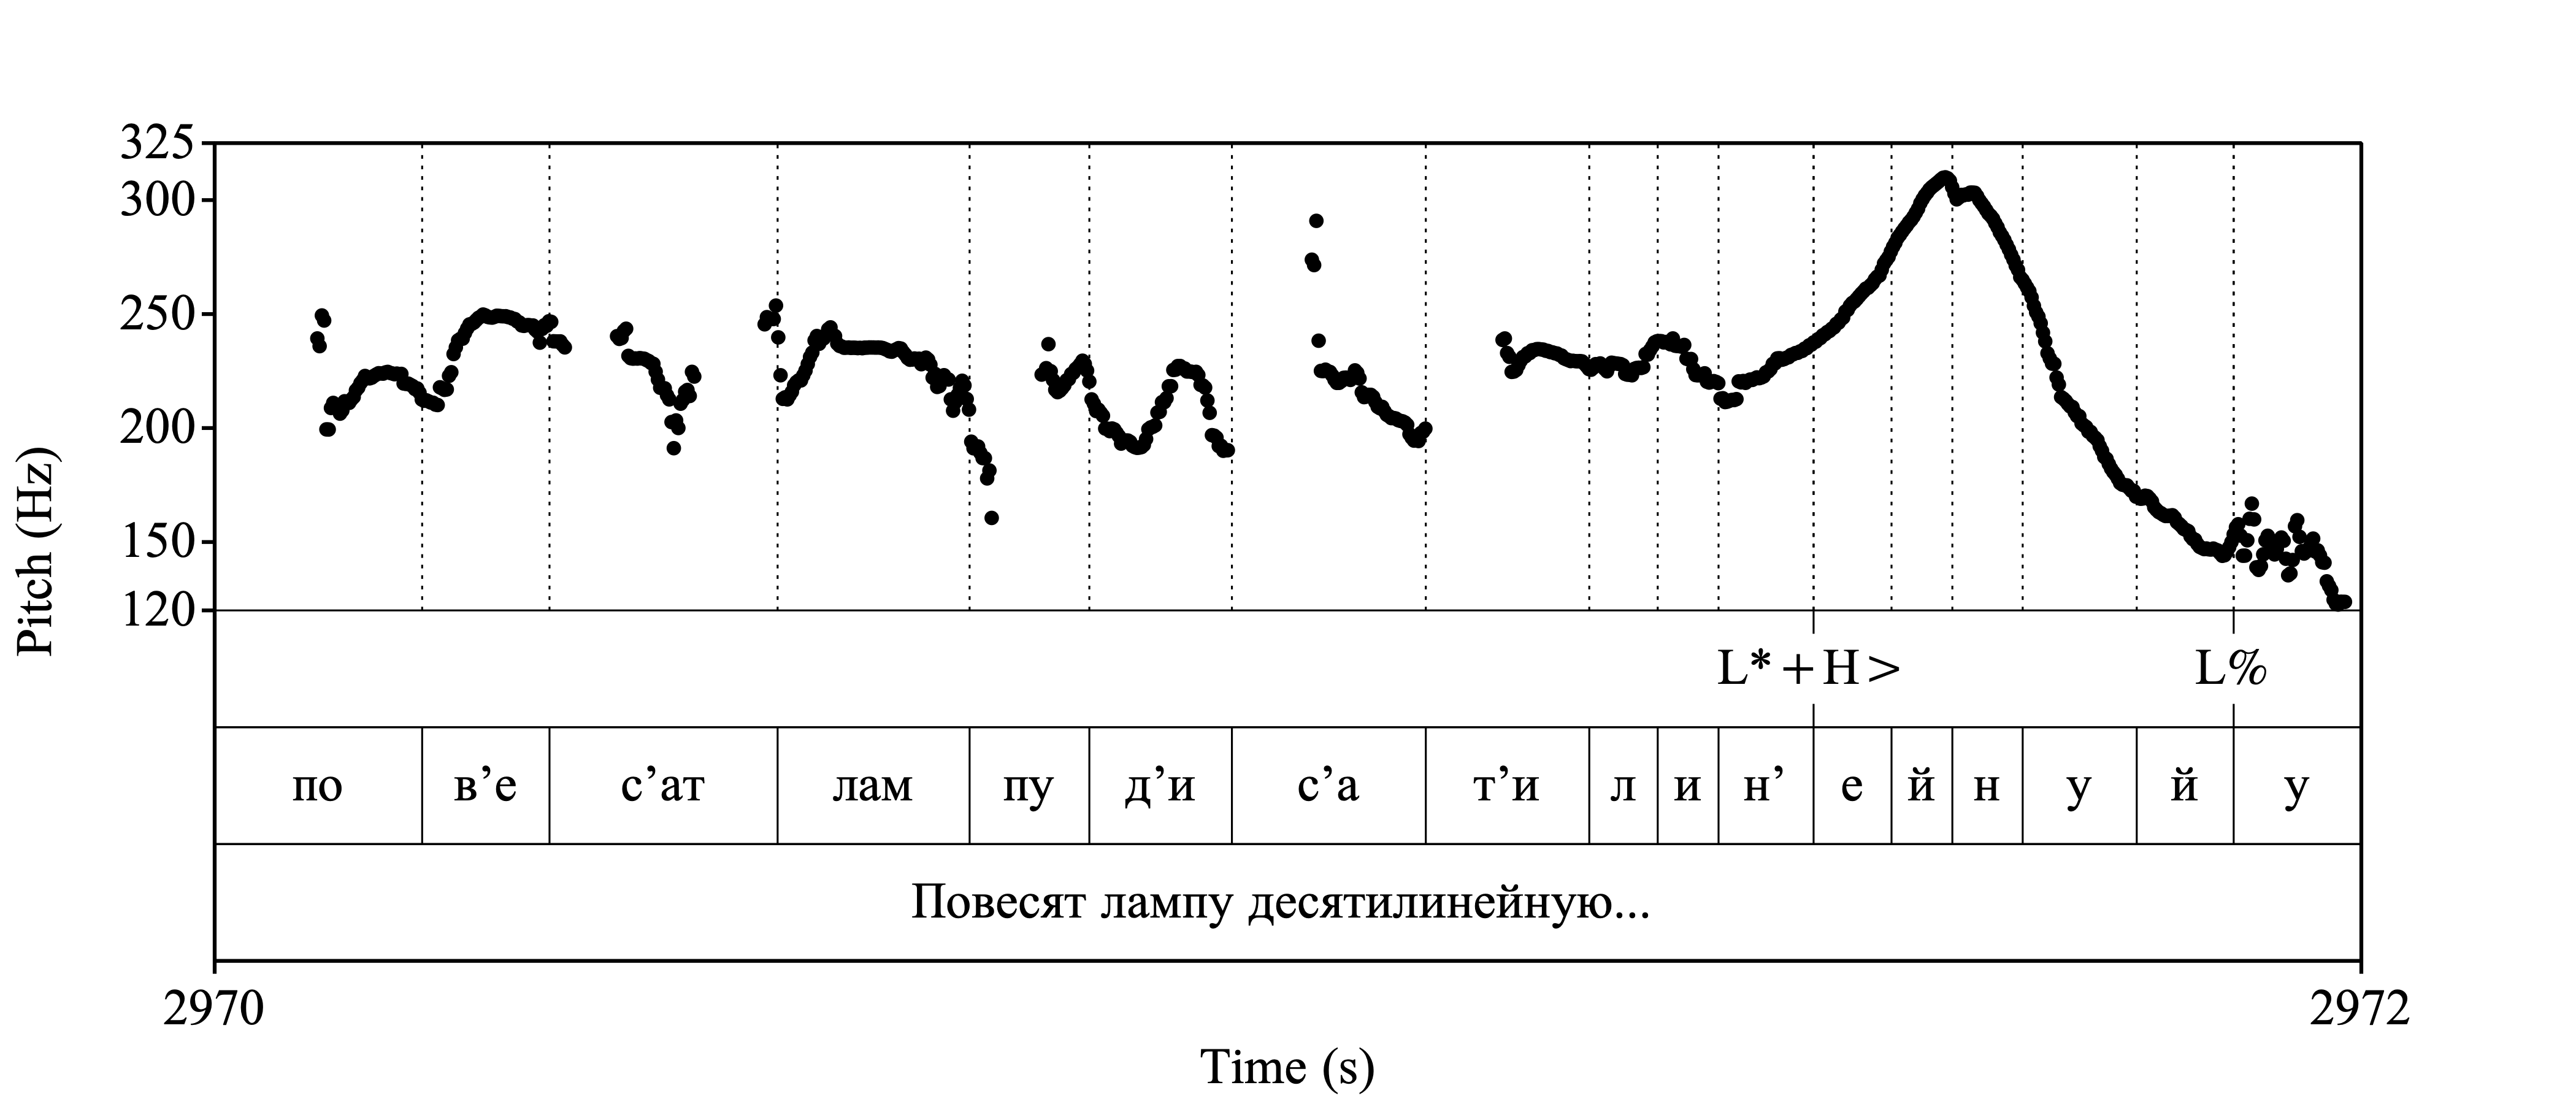 325
300
250
200
150
120
Pitch (Hz)
L*+H> L%
по в’е с’ат лам пу д’и с’а т’и л и н’ е й н у й у
Повесят лампу десятилинейную...
2970 2972
Time (s)